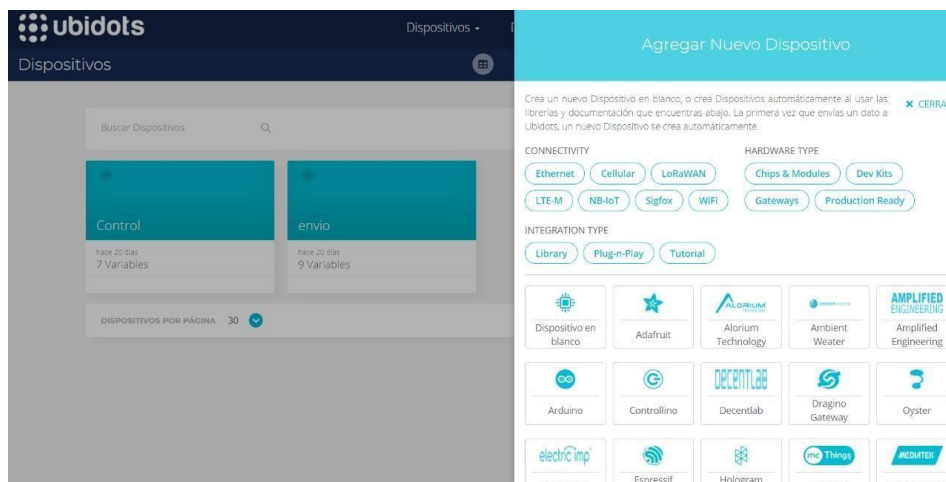 ubidots
Dispositivos
Dispositivos
Buscar Dispositivos
Control
hace 20 días
7 Variables
envio
hace 20 días
9 Variables
DISPOSITIVOS POR PÁGINA 30
Agregar Nuevo Dispositivo
Crea un nuevo Dispositivo en blanco, o crea Dispositivos automáticamente al usar las
librerías y documentación que encuentras abajo. La primera
vez que envías un dato a
Ubidots, un nuevo Dispositivo se crea automáticamente.
× CERRA
CONNECTIVITY
Ethernet Cellular LoRaWAN
LTE-M NB-IoT Sigfox WiFi
HARDWARE TYPE
Chips & Modules Dev Kits
Gateways Production Ready
INTEGRATION TYPE
Library Plug-n-Play Tutorial
Dispositivo en
blanco
Adafruit
ALORIUM
Alorium
Technology
Ambient
Weater
AMPLIFIED
ENGINEERING
Amplified
Engineering
Arduino
Controllino
DECENTLAB
Decentlab
Dragino
Gateway
Oyster
electric imp
Espressif
Hologram
mc Things
MEDIATEK